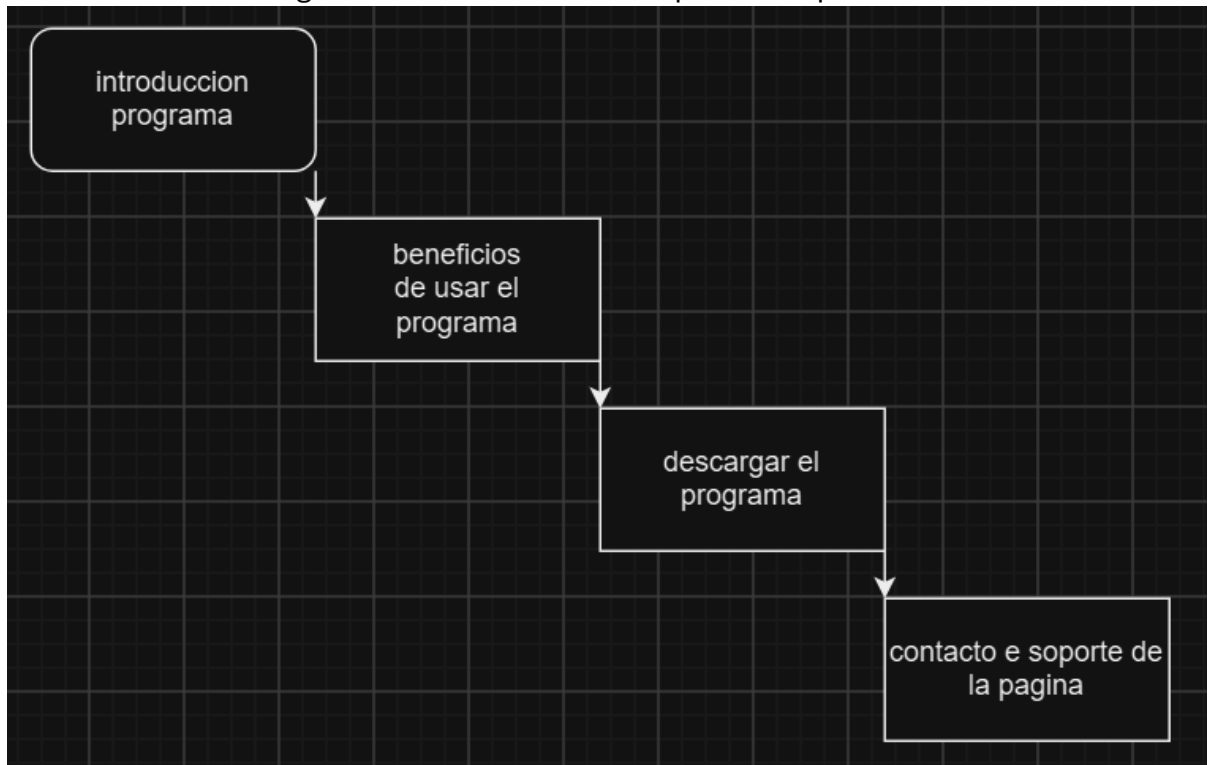 introduccion
programa
beneficios
de usar el
programa
descargar el
programa
contacto e soporte de
la pagina